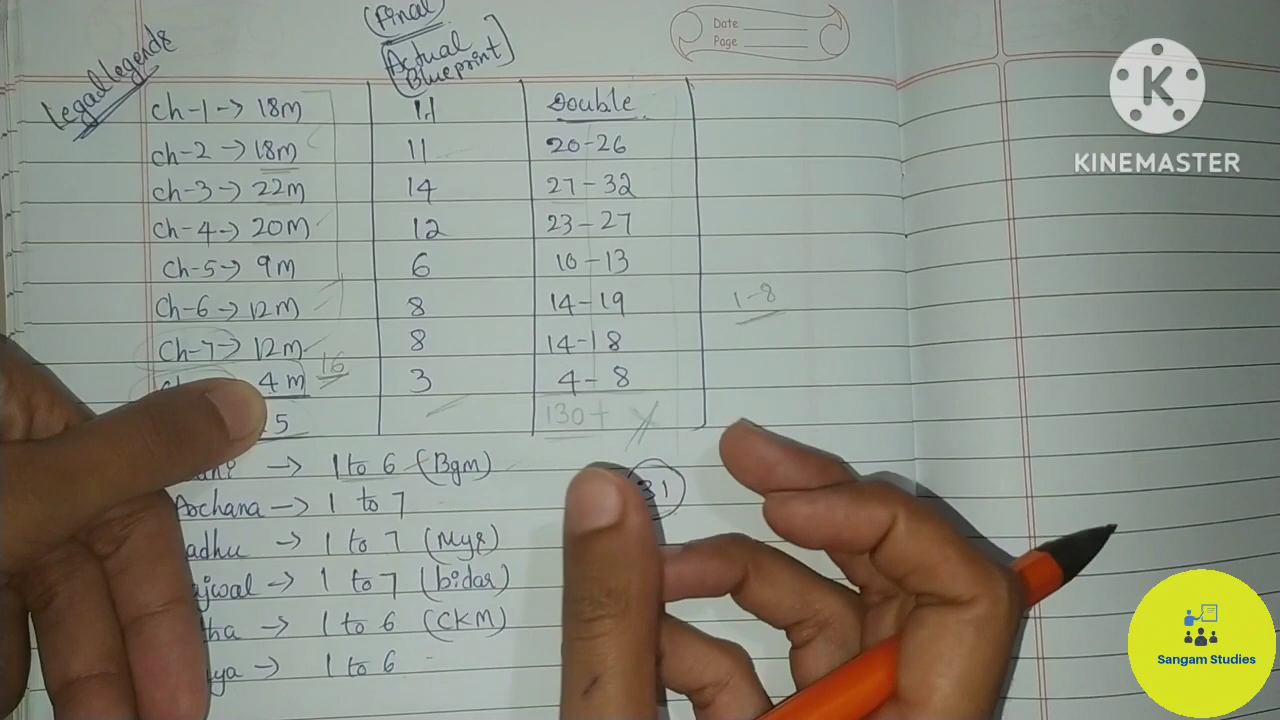 (Final)
[Actual Blueprint]
Legal legends
Date
Page
KINEMASTER
Ch-1 -> 18m 11 Double
Ch-2 -> 18m 11 20-26
Ch-3 -> 22m 14 27-32
Ch-4 -> 20m 12 23-27
Ch-5 -> 9m 6 10-13
Ch-6 -> 12m 8 14-19 1-8
Ch-7 -> 12m 8 14-18
16
4m 3 4-8
5 130+
-> 1 to 6 (Bgm)
31
Archana -> 1 to 7
adhu -> 1 to 7 (Mys)
ajwal -> 1 to 7 (bidar)
tha -> 1 to 6 (CKM)
ya -> 1 to 6
Sangam Studies